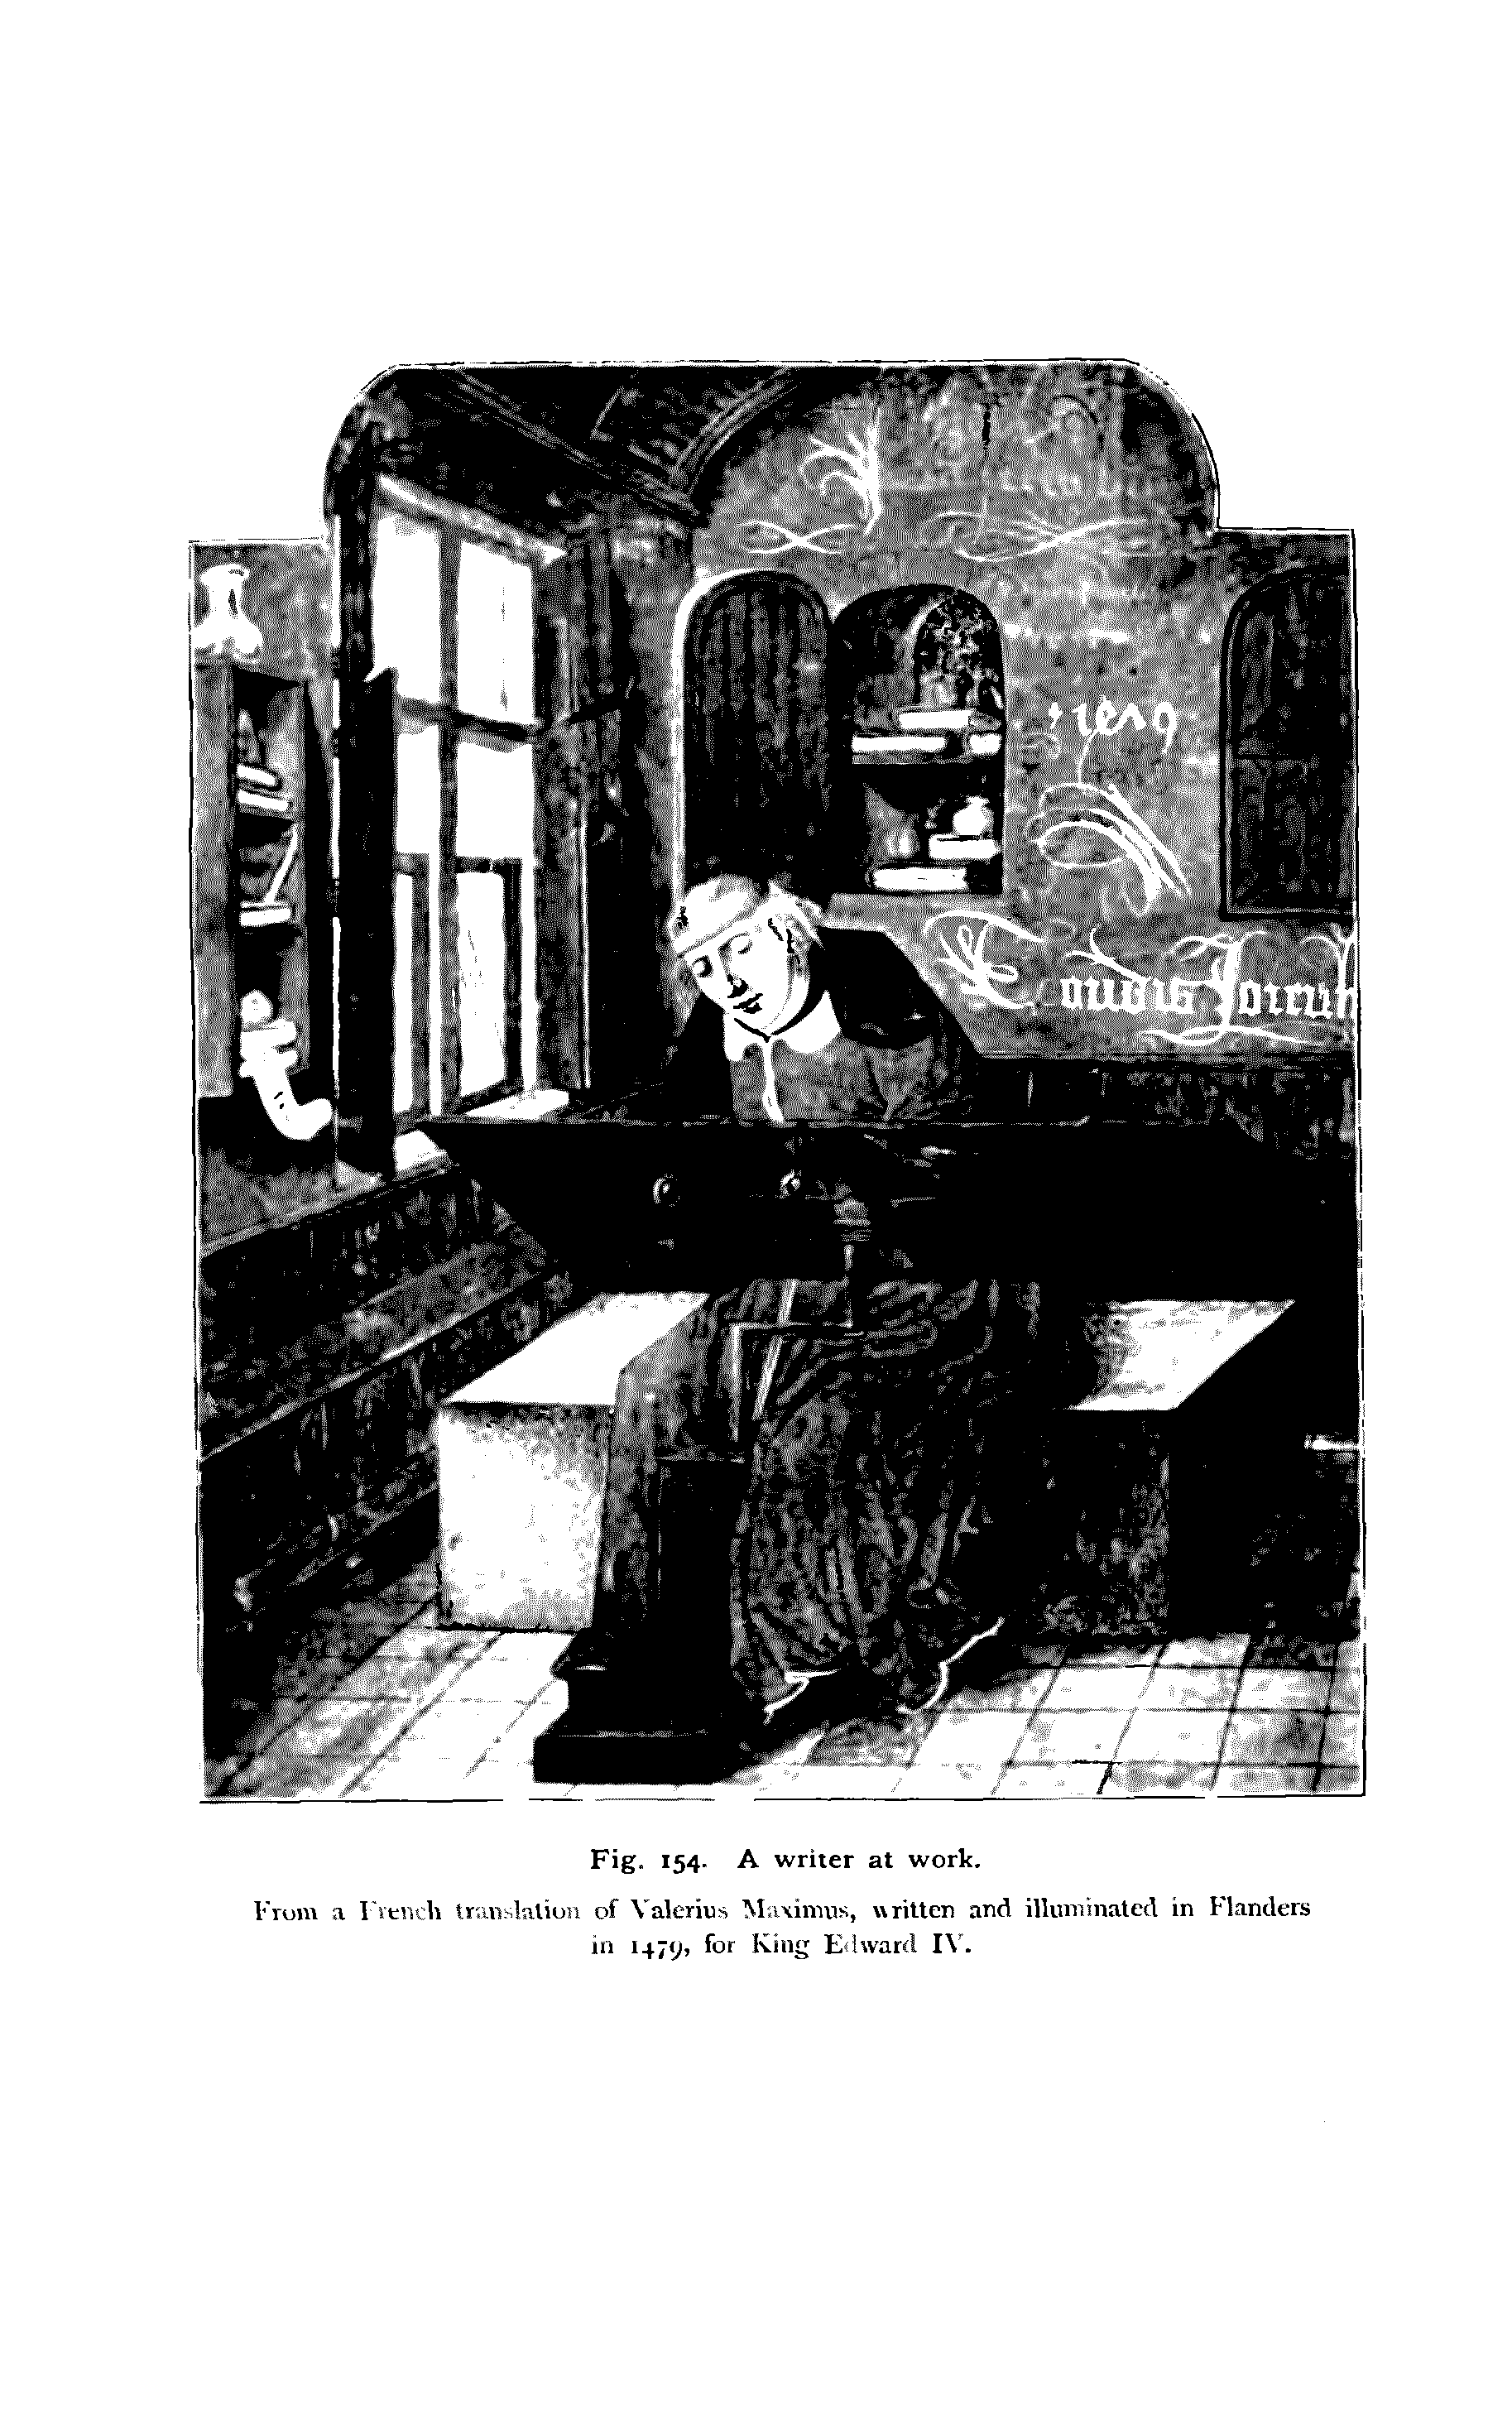 Fig. 154. A writer at work.
From a French translation of Valerius Maximus, written and illuminated in Flanders
in 1479, for King Edward IV.